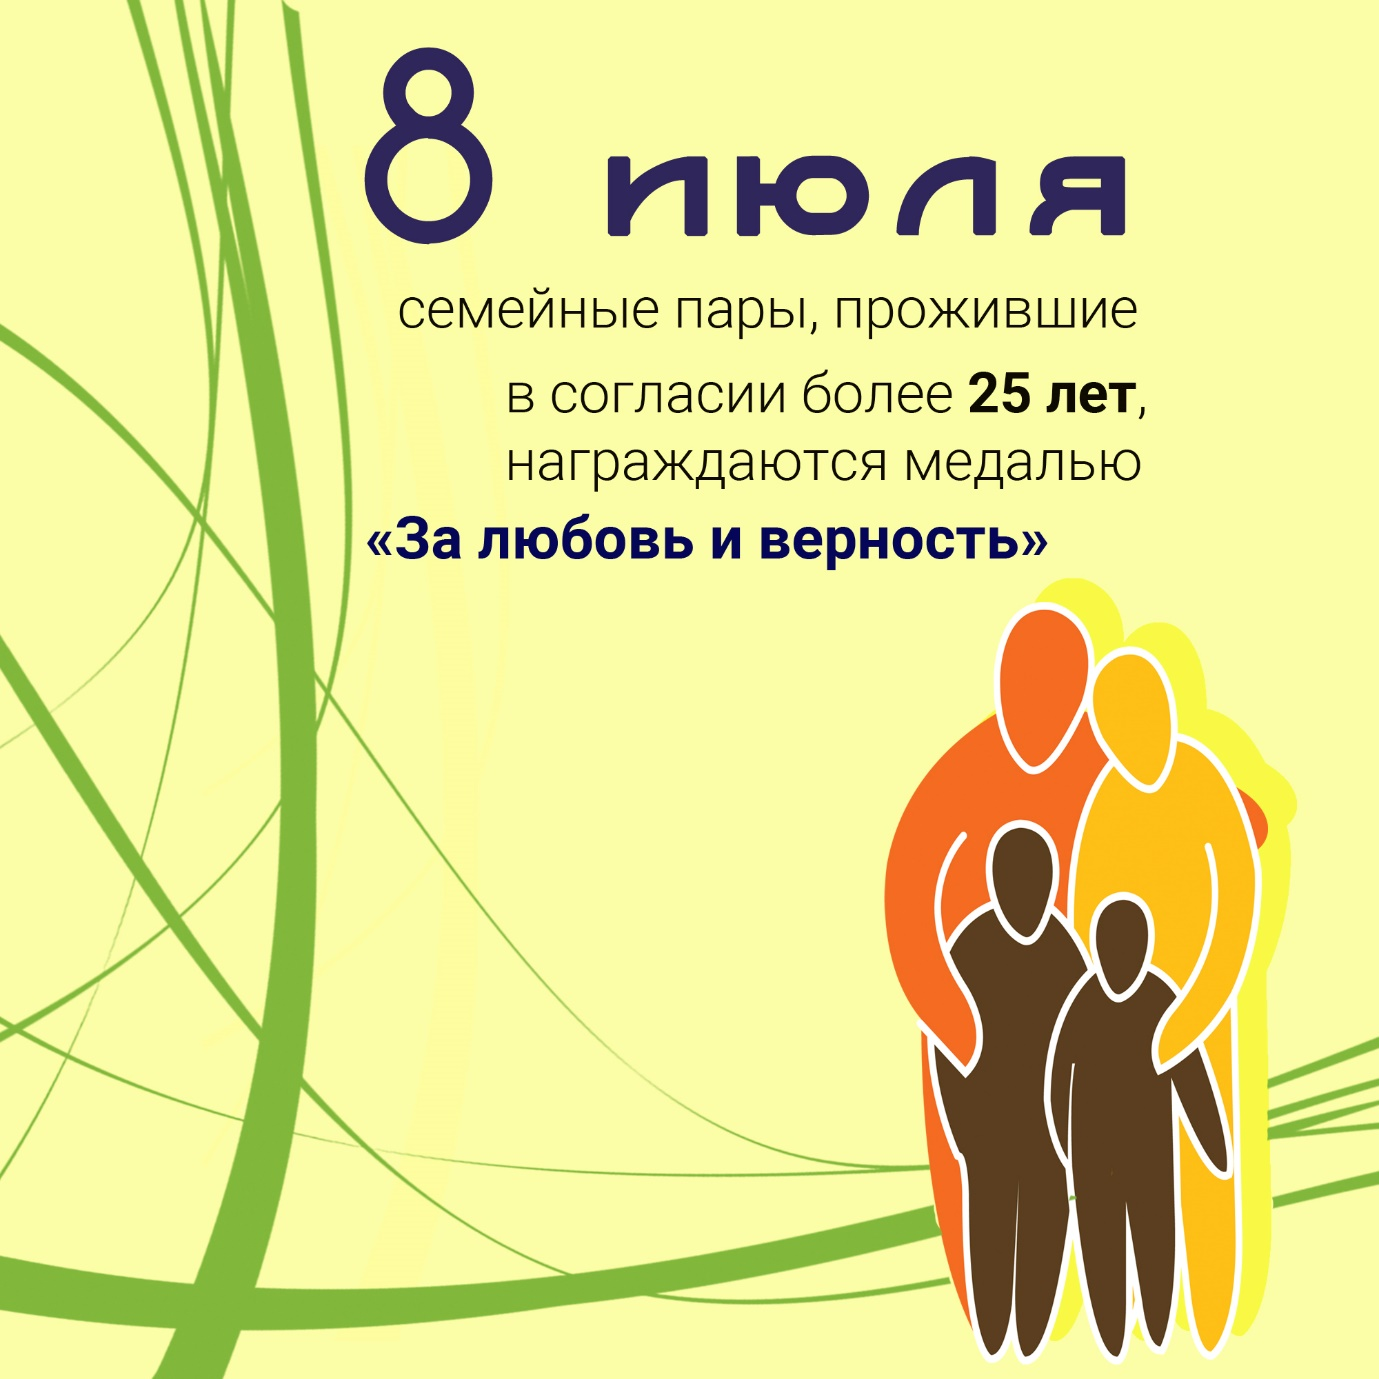 8 июля
семейные пары, прожившие
в согласии более 25 лет,
награждаются медалью
«За любовь и верность»